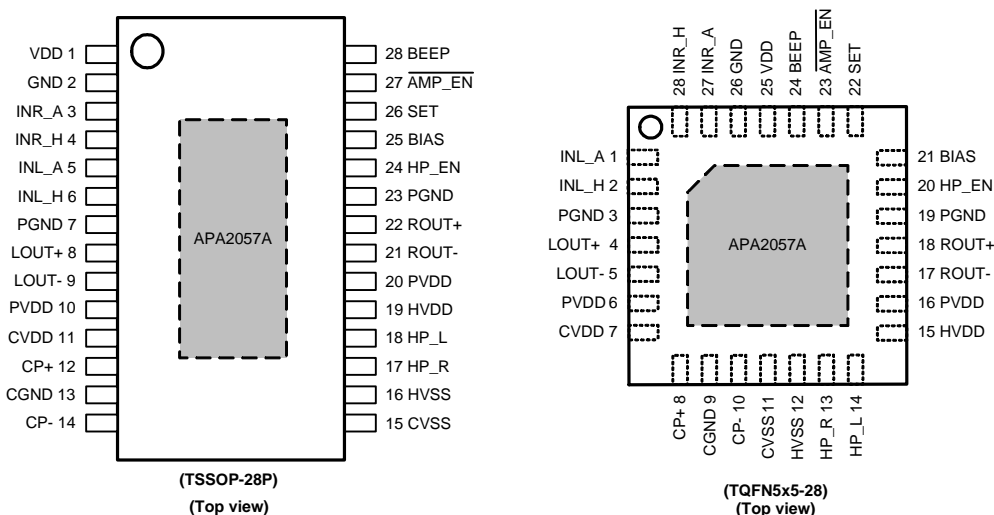 VDD 1
GND 2
INR_A 3
INR_H 4
INL_A 5
INL_H 6
PGND 7
LOUT+ 8
LOUT- 9
PVDD 10
CVDD 11
CP+ 12
CGND 13
CP- 14
APA2057A
28 BEEP
27 AMP_EN
26 SET
25 BIAS
24 HP_EN
23 PGND
22 ROUT+
21 ROUT-
20 PVDD
19 HVDD
18 HP_L
17 HP_R
16 HVSS
15 CVSS
(TSSOP-28P)
(Top view)
28 INR_H
27 INR_A
26 GND
25 VDD
24 BEEP
23 AMP_EN
22 SET
INL_A 1
INL_H 2
PGND 3
LOUT+ 4
LOUT- 5
PVDD 6
CVDD 7
APA2057A
21 BIAS
20 HP_EN
19 PGND
18 ROUT+
17 ROUT-
16 PVDD
15 HVDD
CP+ 8
CGND 9
CP- 10
CVSS 11
HVSS 12
HP_R 13
HP_L 14
(TQFN5x5-28)
(Top view)